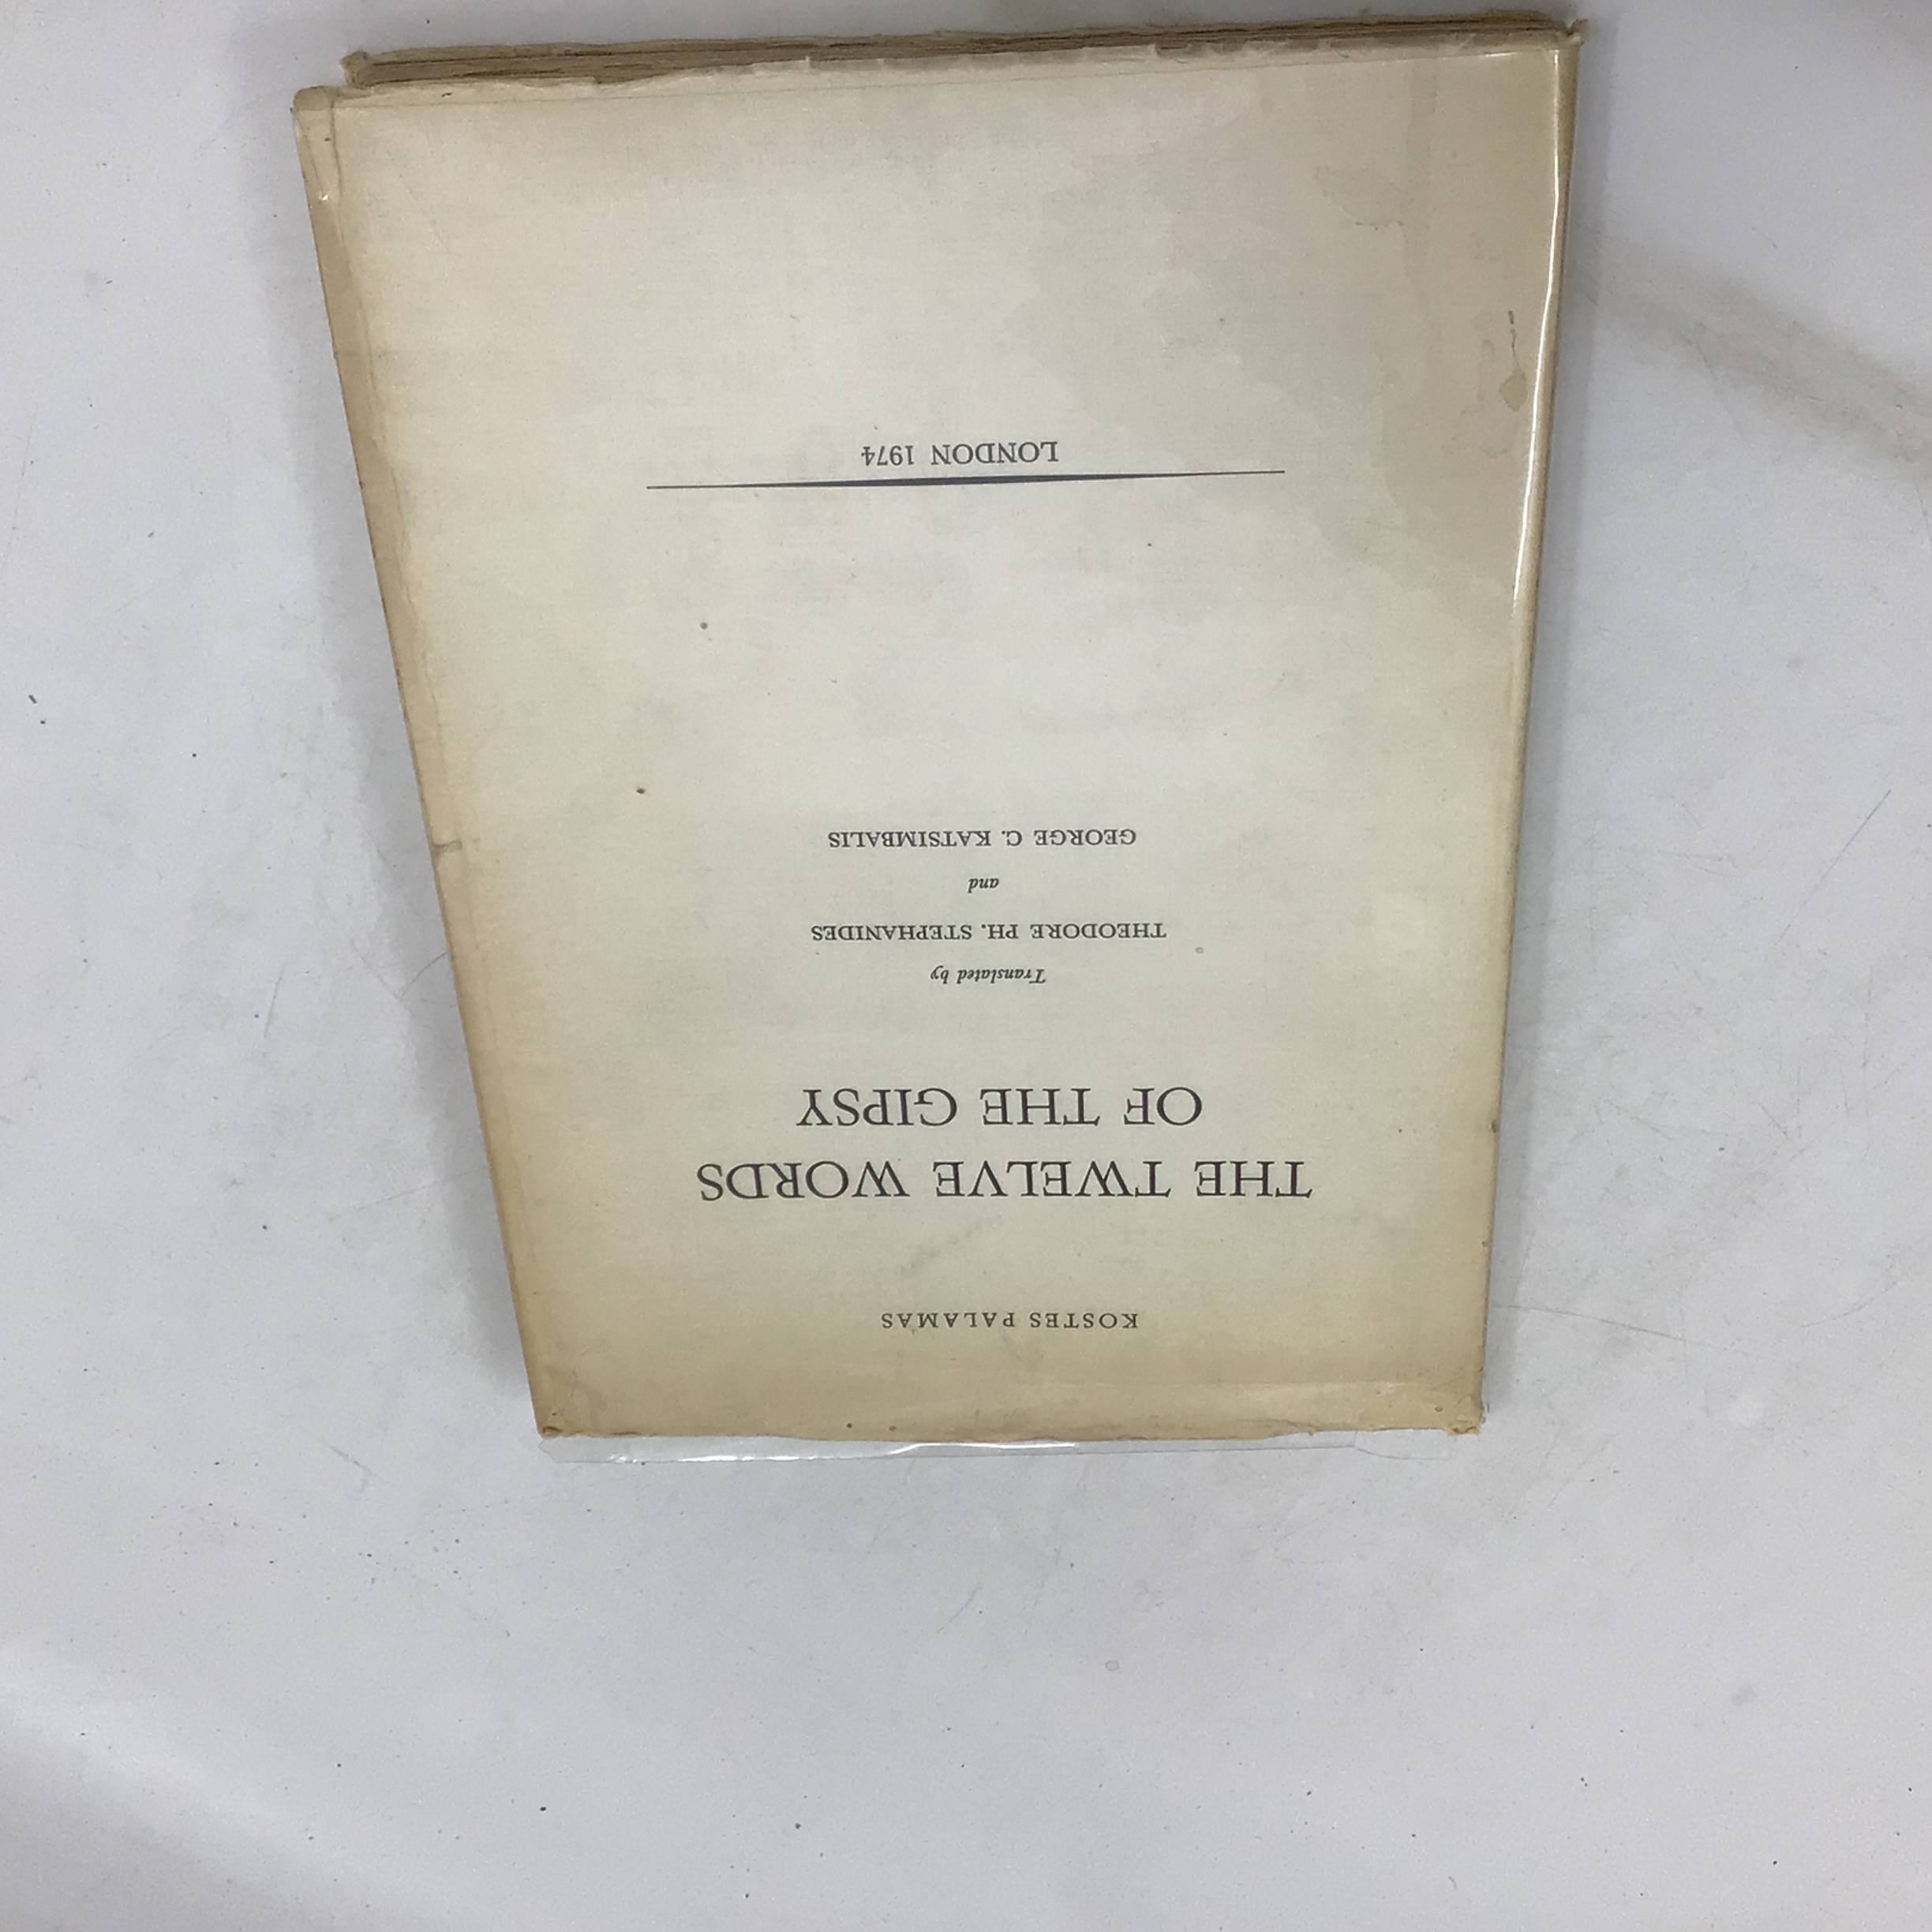 KOSTES PALAMAS
THE TWELVE WORDS
OF THE GIPSY
Translated by
THEODORE PH. STEPHANIDES
and
GEORGE C. KATSIMBALIS
LONDON 1974